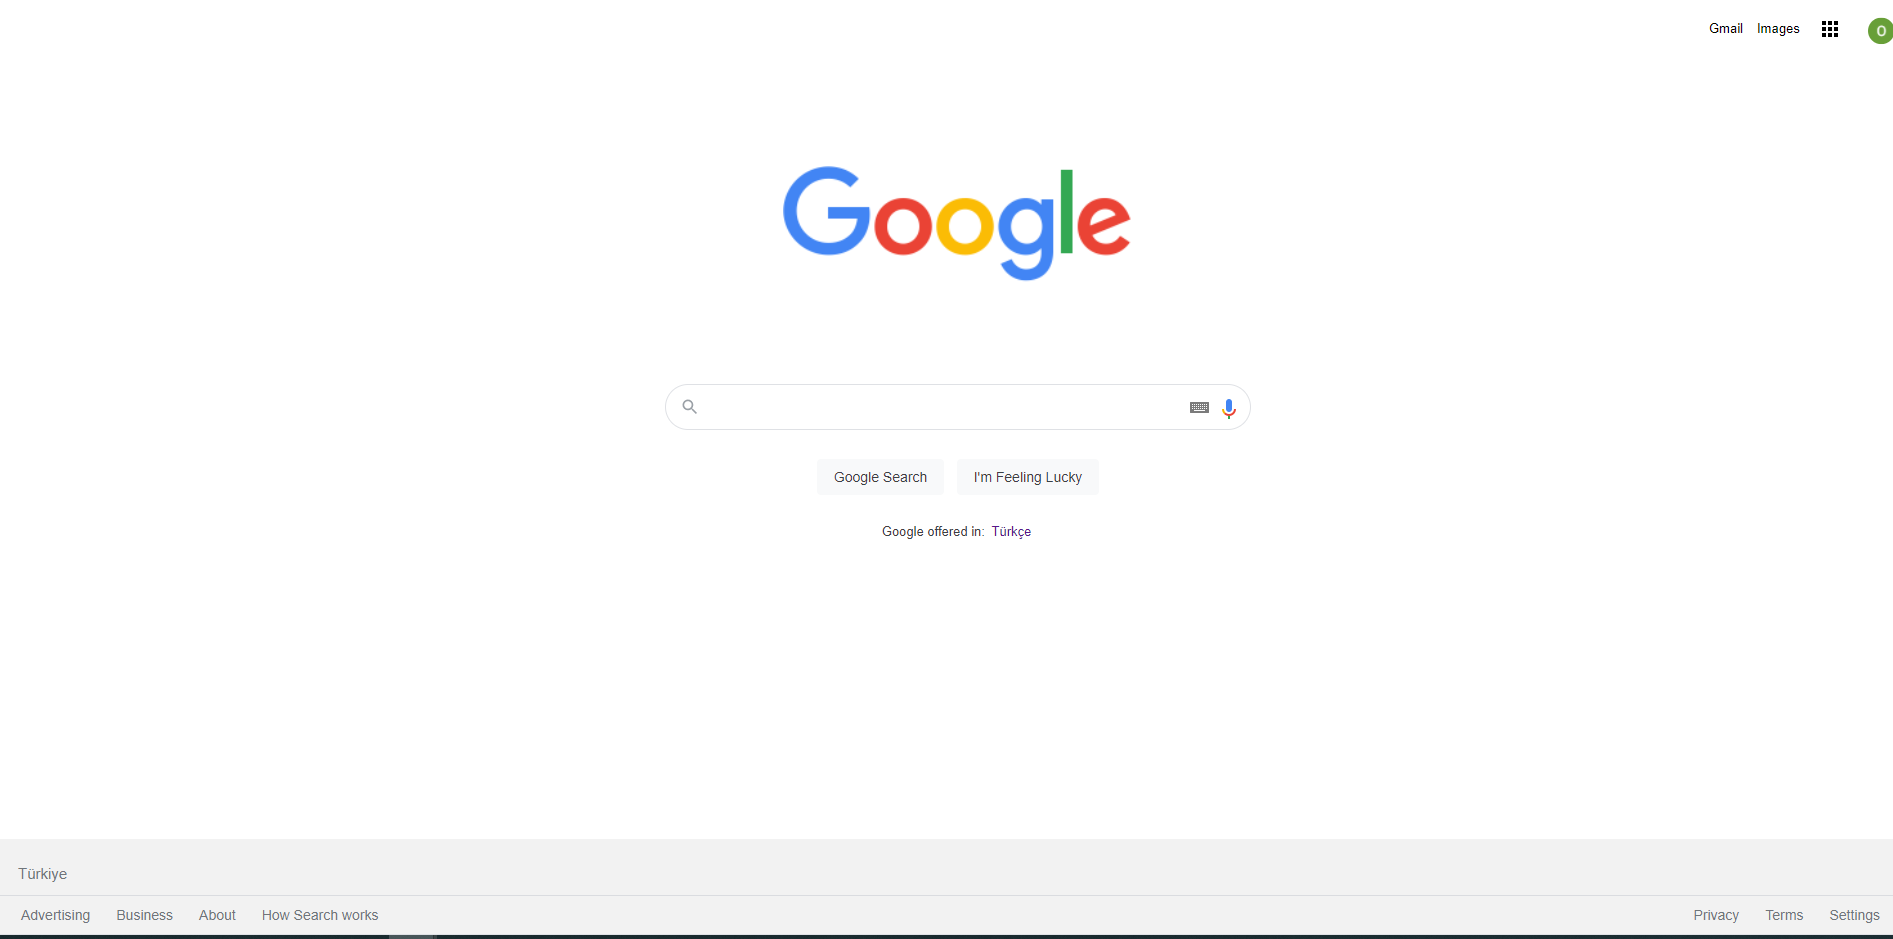 Gmail Images O
Google
Google Search I'm Feeling Lucky
Google offered in: Türkçe
Türkiye
Advertising Business About How Search works Privacy Terms Settings